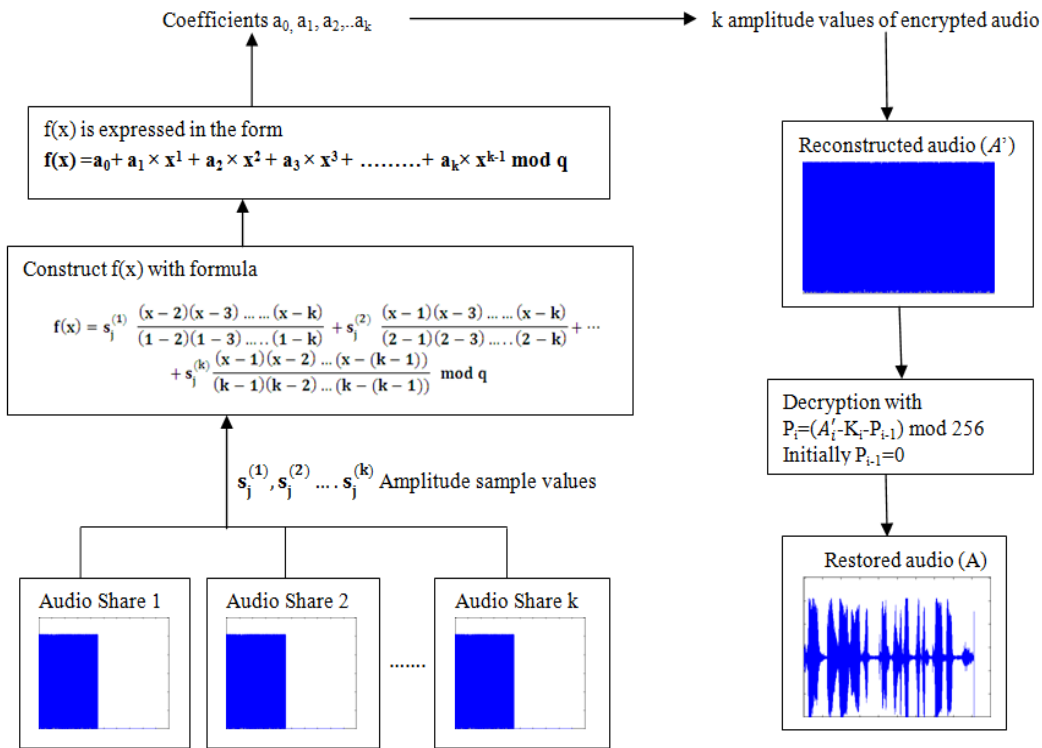 Coefficients a₀, a₁, a₂,..aₖ
k amplitude values of encrypted audio
f(x) is expressed in the form
f(x) =a₀+ a₁ × x¹ + a₂ × x² + a₃ × x³ + ………+ aₖ× xᵏ⁻¹ mod q
Construct f(x) with formula
f(x) = sⱼ⁽¹⁾ (x − 2)(x − 3) … … (x − k) / (1 − 2)(1 − 3) … . . (1 − k) + sⱼ⁽²⁾ (x − 1)(x − 3) … … (x − k) / (2 − 1)(2 − 3) … . . (2 − k) + ⋯
+ sⱼ⁽ᵏ⁾ (x − 1)(x − 2) … (x − (k − 1)) / (k − 1)(k − 2) … (k − (k − 1)) mod q
sⱼ⁽¹⁾, sⱼ⁽²⁾ … . sⱼ⁽ᵏ⁾ Amplitude sample values
Audio Share 1
Audio Share 2
.......
Audio Share k
Reconstructed audio (A’)
Decryption with
Pᵢ=(A′ᵢ-Kᵢ-Pᵢ₋₁) mod 256
Initially Pᵢ₋₁=0
Restored audio (A)